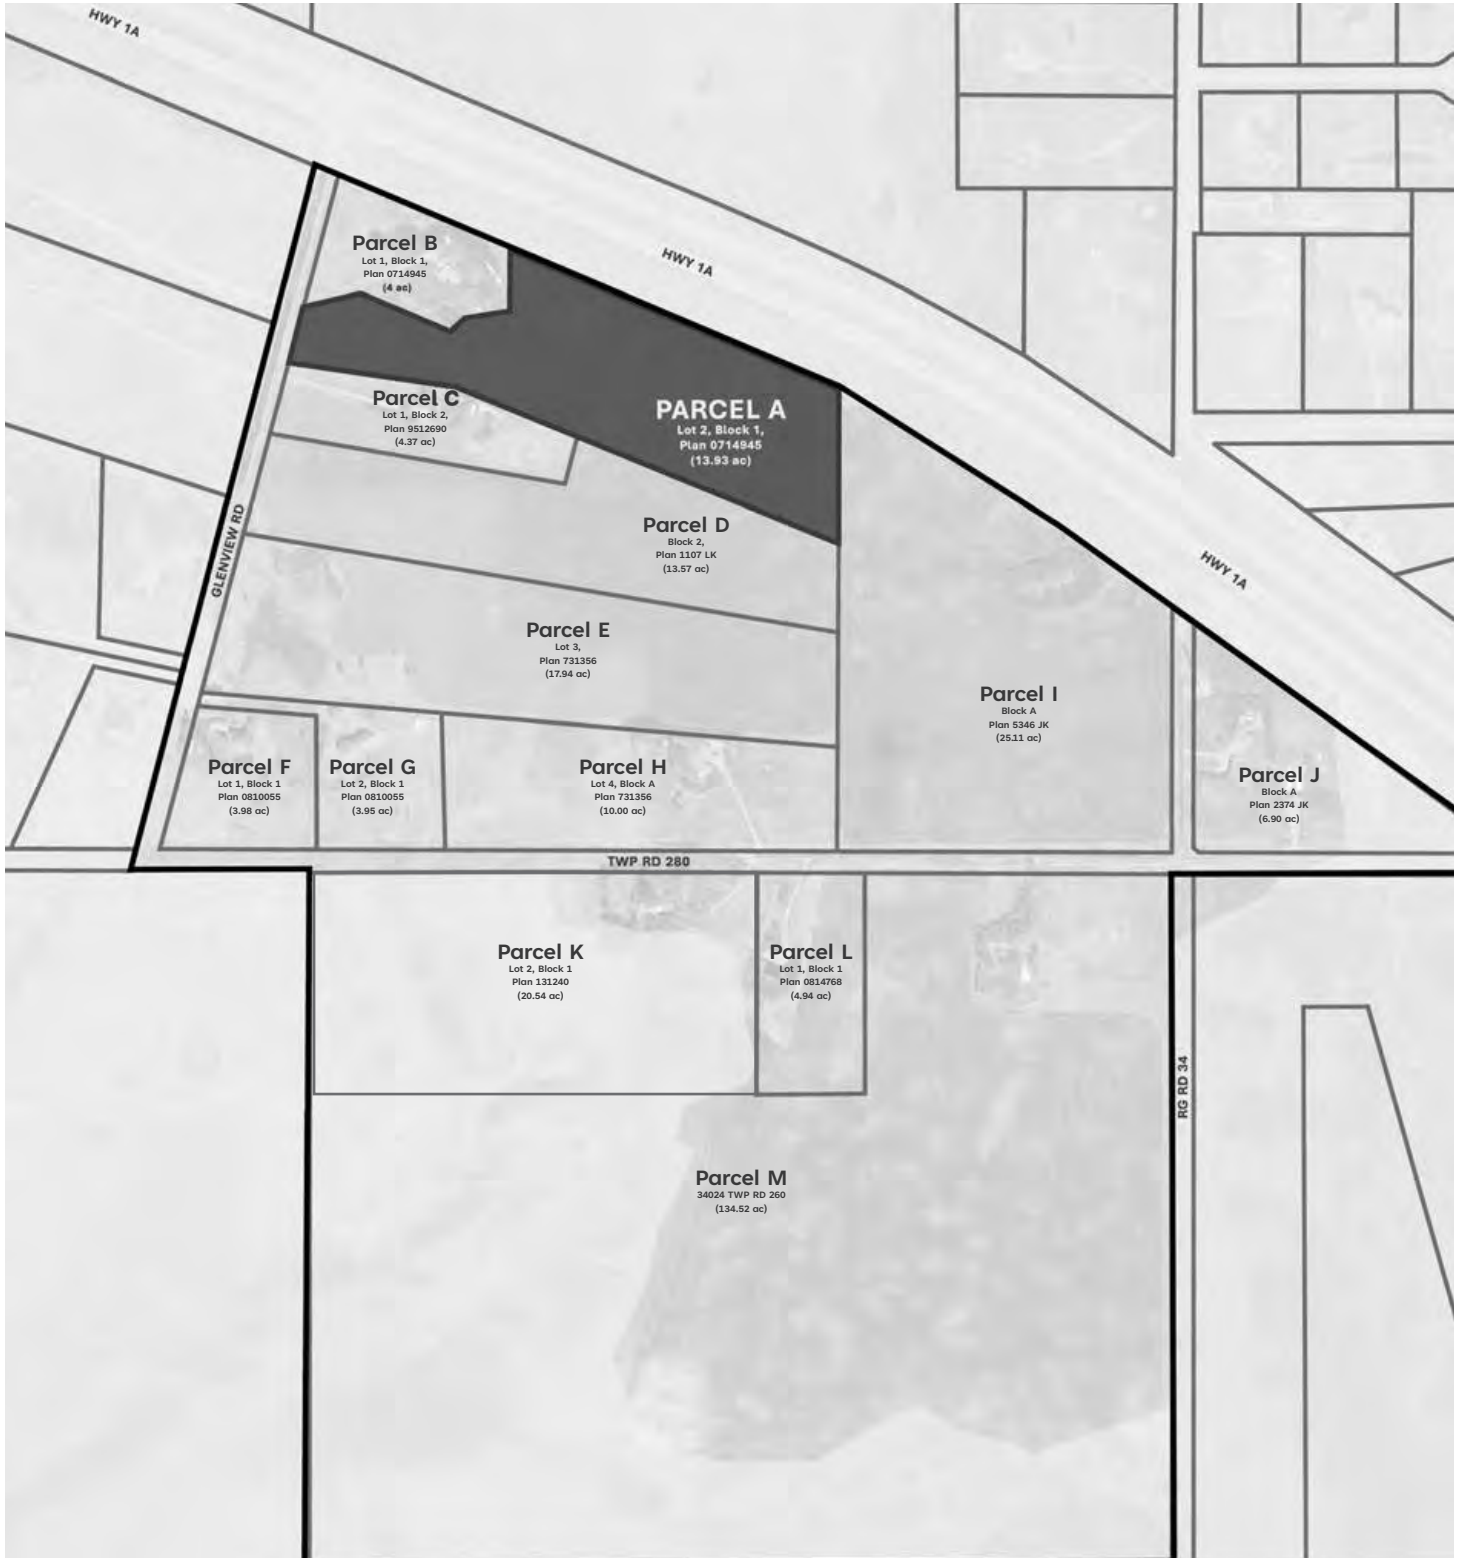 HWY 1A
Parcel B
Lot 1, Block 1,
Plan 0714945
(4 ac)
HWY 1A
Parcel C
Lot 1, Block 2,
Plan 9512690
(4.37 ac)
PARCEL A
Lot 2, Block 1,
Plan 0714945
(13.93 ac)
GLENVIEW RD
Parcel D
Block 2,
Plan 1107 LK
(13.57 ac)
HWY 1A
Parcel E
Lot 3,
Plan 731356
(17.94 ac)
Parcel I
Block A
Plan 5346 JK
(25.11 ac)
Parcel F
Lot 1, Block 1
Plan 0810055
(3.98 ac)
Parcel G
Lot 2, Block 1
Plan 0810055
(3.95 ac)
Parcel H
Lot 4, Block A
Plan 731356
(10.00 ac)
Parcel J
Block A
Plan 2374 JK
(6.90 ac)
TWP RD 280
Parcel K
Lot 2, Block 1
Plan 131240
(20.54 ac)
Parcel L
Lot 1, Block 1
Plan 0814768
(4.94 ac)
RG RD 34
Parcel M
34024 TWP RD 260
(134.52 ac)